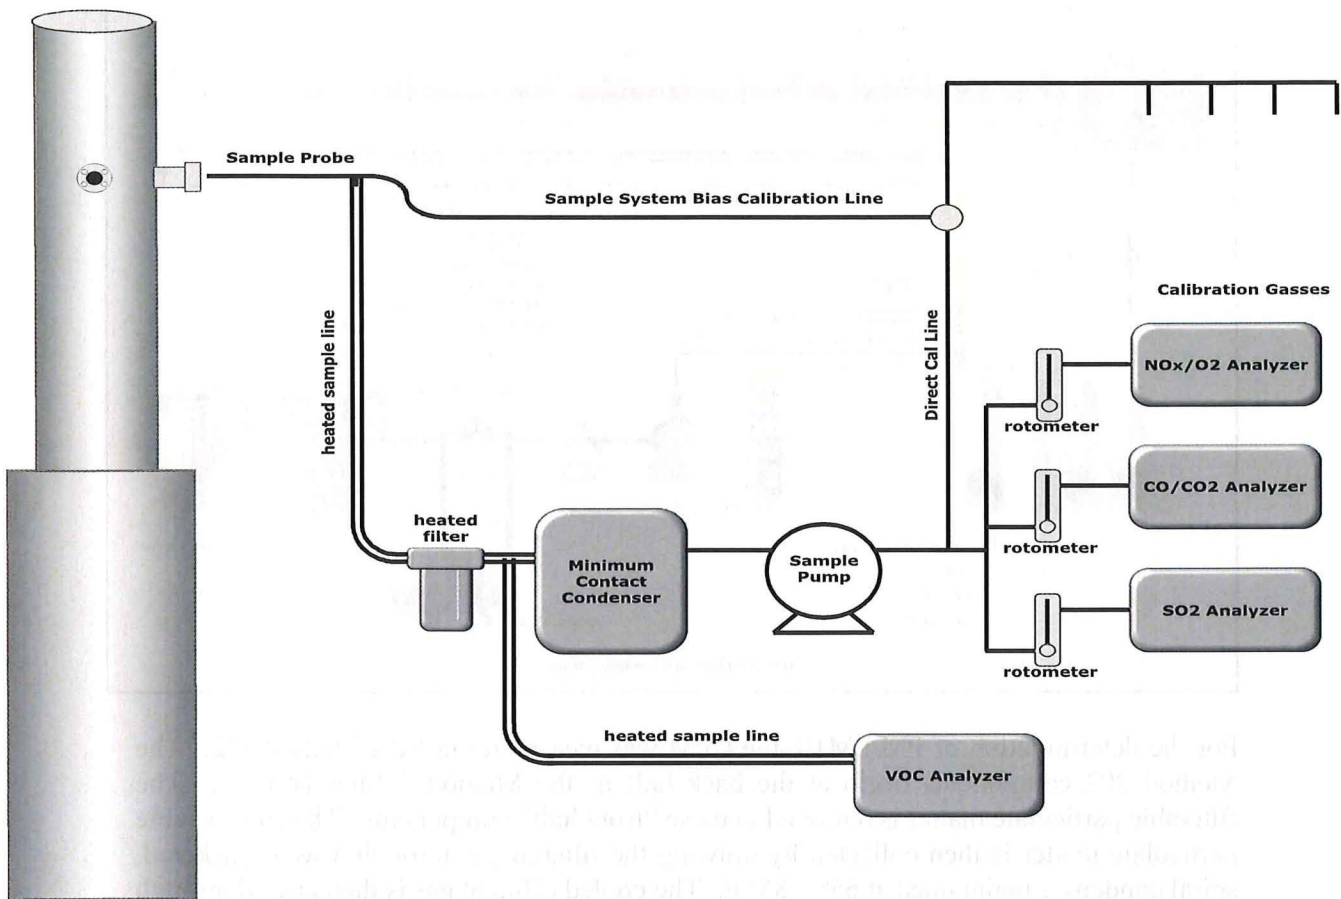 Sample Probe
Sample System Bias Calibration Line
heated sample line
Direct Cal Line
Calibration Gasses
NOx/O2 Analyzer
rotometer
CO/CO2 Analyzer
rotometer
SO2 Analyzer
rotometer
heated
filter
Minimum
Contact
Condenser
Sample
Pump
heated sample line
VOC Analyzer